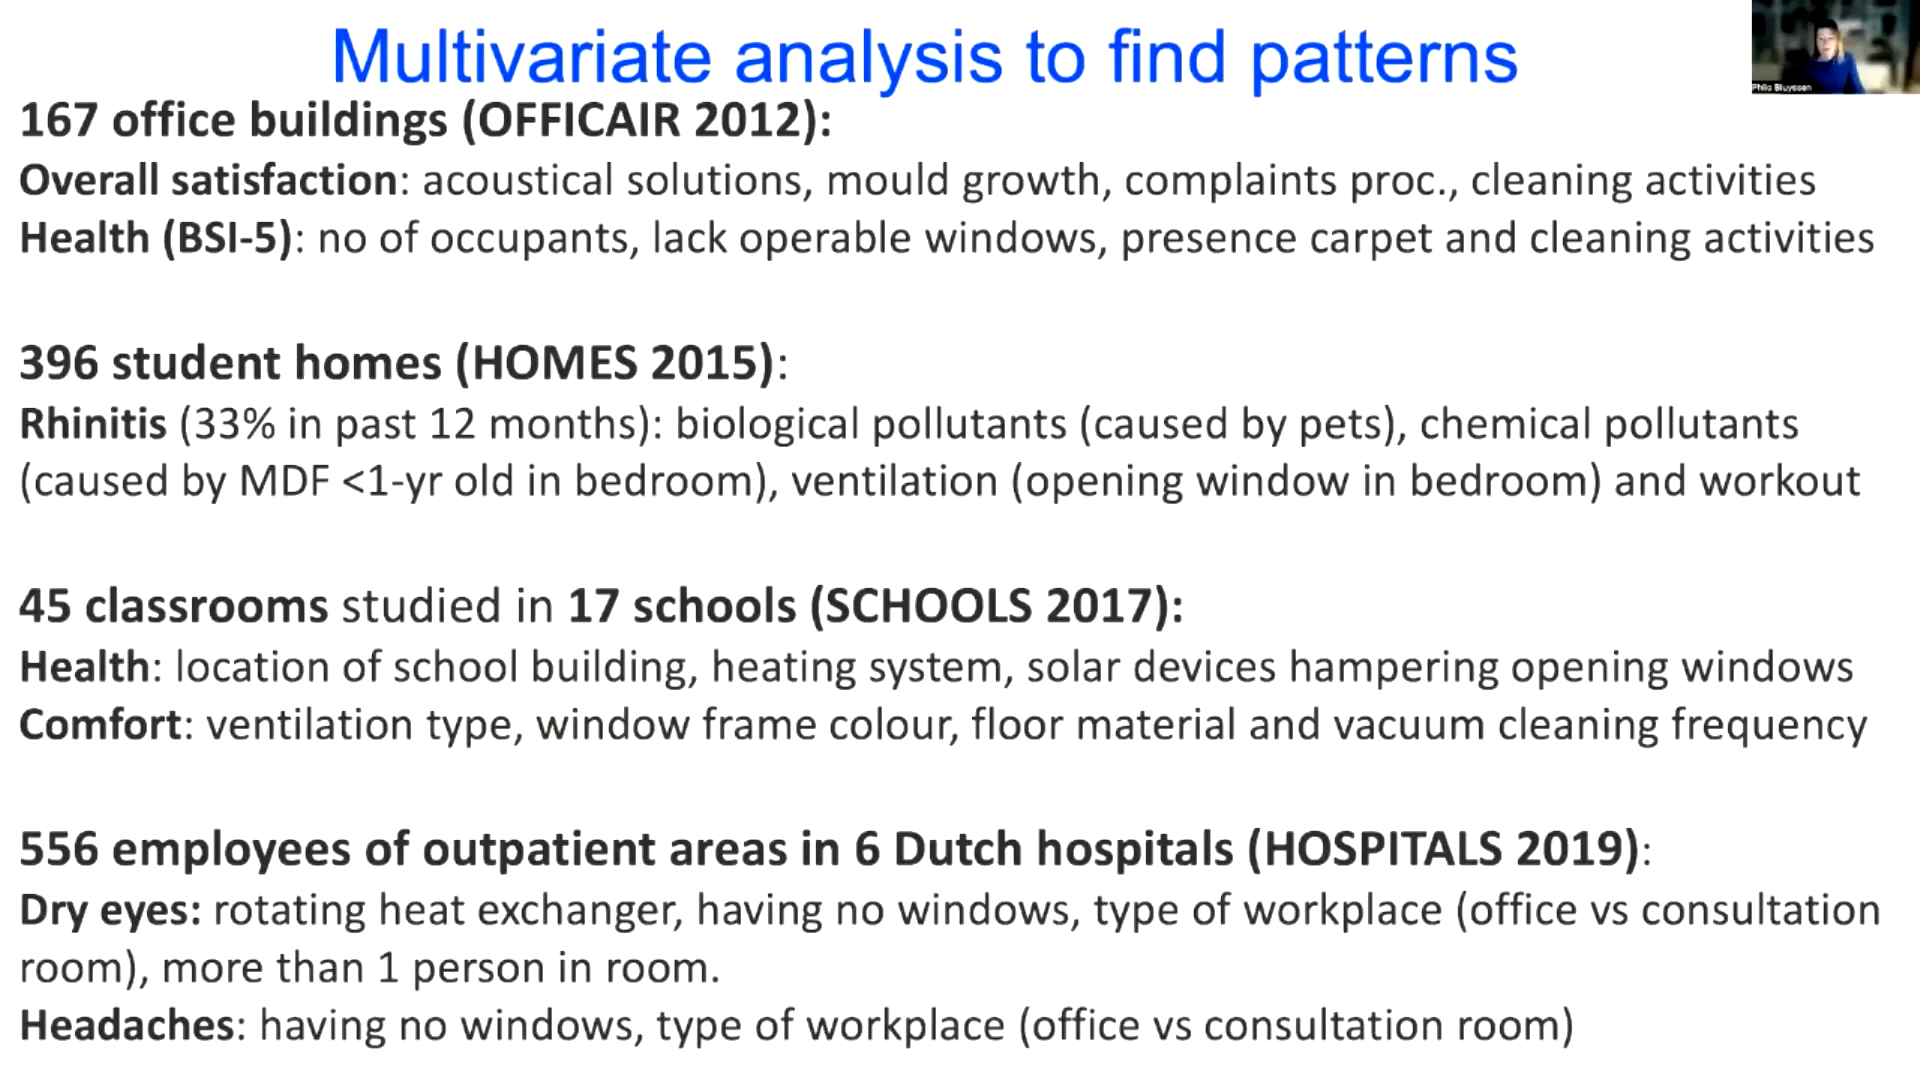 Multivariate analysis to find patterns
Philo Bluyssen
167 office buildings (OFFICAIR 2012):
Overall satisfaction: acoustical solutions, mould growth, complaints proc., cleaning activities
Health (BSI-5): no of occupants, lack operable windows, presence carpet and cleaning activities
396 student homes (HOMES 2015):
Rhinitis (33% in past 12 months): biological pollutants (caused by pets), chemical pollutants
(caused by MDF <1-yr old in bedroom), ventilation (opening window in bedroom) and workout
45 classrooms studied in 17 schools (SCHOOLS 2017):
Health: location of school building, heating system, solar devices hampering opening windows
Comfort: ventilation type, window frame colour, floor material and vacuum cleaning frequency
556 employees of outpatient areas in 6 Dutch hospitals (HOSPITALS 2019):
Dry eyes: rotating heat exchanger, having no windows, type of workplace (office vs consultation
room), more than 1 person in room.
Headaches: having no windows, type of workplace (office vs consultation room)